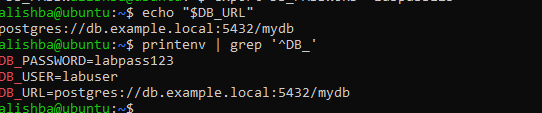 alishba@ubuntu:~$ echo "$DB_URL"
postgres://db.example.local:5432/mydb
alishba@ubuntu:~$ printenv | grep '^DB_'
DB_PASSWORD=labpass123
DB_USER=labuser
DB_URL=postgres://db.example.local:5432/mydb
alishba@ubuntu:~$